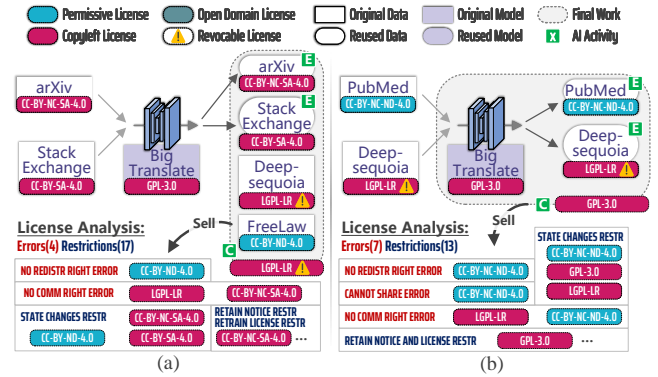 Permissive License
Open Domain License
Original Data
Original Model
Final Work
Copyleft License
Revocable License
Reused Data
Reused Model
X AI Activity
arXiv
CC-BY-NC-SA-4.0
Stack
Exchange
CC-BY-SA-4.0
Big
Translate
GPL-3.0
E
arXiv
CC-BY-NC-SA-4.0
E
Stack
Exchange
CC-BY-SA-4.0
Deep-
sequoia
LGPL-LR
FreeLaw
CC-BY-ND-4.0
C
LGPL-LR
Sell
License Analysis:
Errors(4) Restrictions(17)
NO REDISTR RIGHT ERROR
CC-BY-ND-4.0
NO COMM RIGHT ERROR
LGPL-LR
CC-BY-NC-SA-4.0
STATE CHANGES RESTR
CC-BY-NC-SA-4.0
CC-BY-ND-4.0
CC-BY-SA-4.0
RETAIN NOTICE RESTR
RETRAIN LICENSE RESTR
CC-BY-NC-SA-4.0 ...
(a)
PubMed
CC-BY-NC-ND-4.0
Deep-
sequoia
LGPL-LR
Big
Translate
GPL-3.0
E
PubMed
CC-BY-NC-ND-4.0
E
Deep-
sequoia
LGPL-LR
C
GPL-3.0
Sell
License Analysis:
Errors(7) Restrictions(13)
STATE CHANGES RESTR
CC-BY-NC-ND-4.0
GPL-3.0
LGPL-LR
NO REDISTR RIGHT ERROR
CC-BY-NC-ND-4.0
CANNOT SHARE ERROR
CC-BY-NC-ND-4.0
NO COMM RIGHT ERROR
LGPL-LR
CC-BY-NC-ND-4.0
RETAIN NOTICE AND LICENSE RESTR
GPL-3.0 ...
(b)